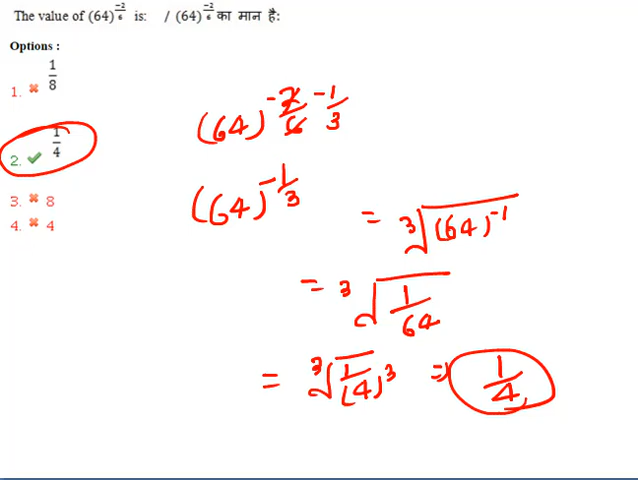 The value of (64)^(-2/6) is: / (64)^(-2/6) का मान है:
Options :
1. ✖ 1/8
2. ✔ 1/4
3. ✖ 8
4. ✖ 4
(64)^(-2/6) -1/3
(64)^(-1/3)
= ∛(64)^(-1)
= ∛(1/64)
= ∛(1/(4)^3) ⇒ 1/4